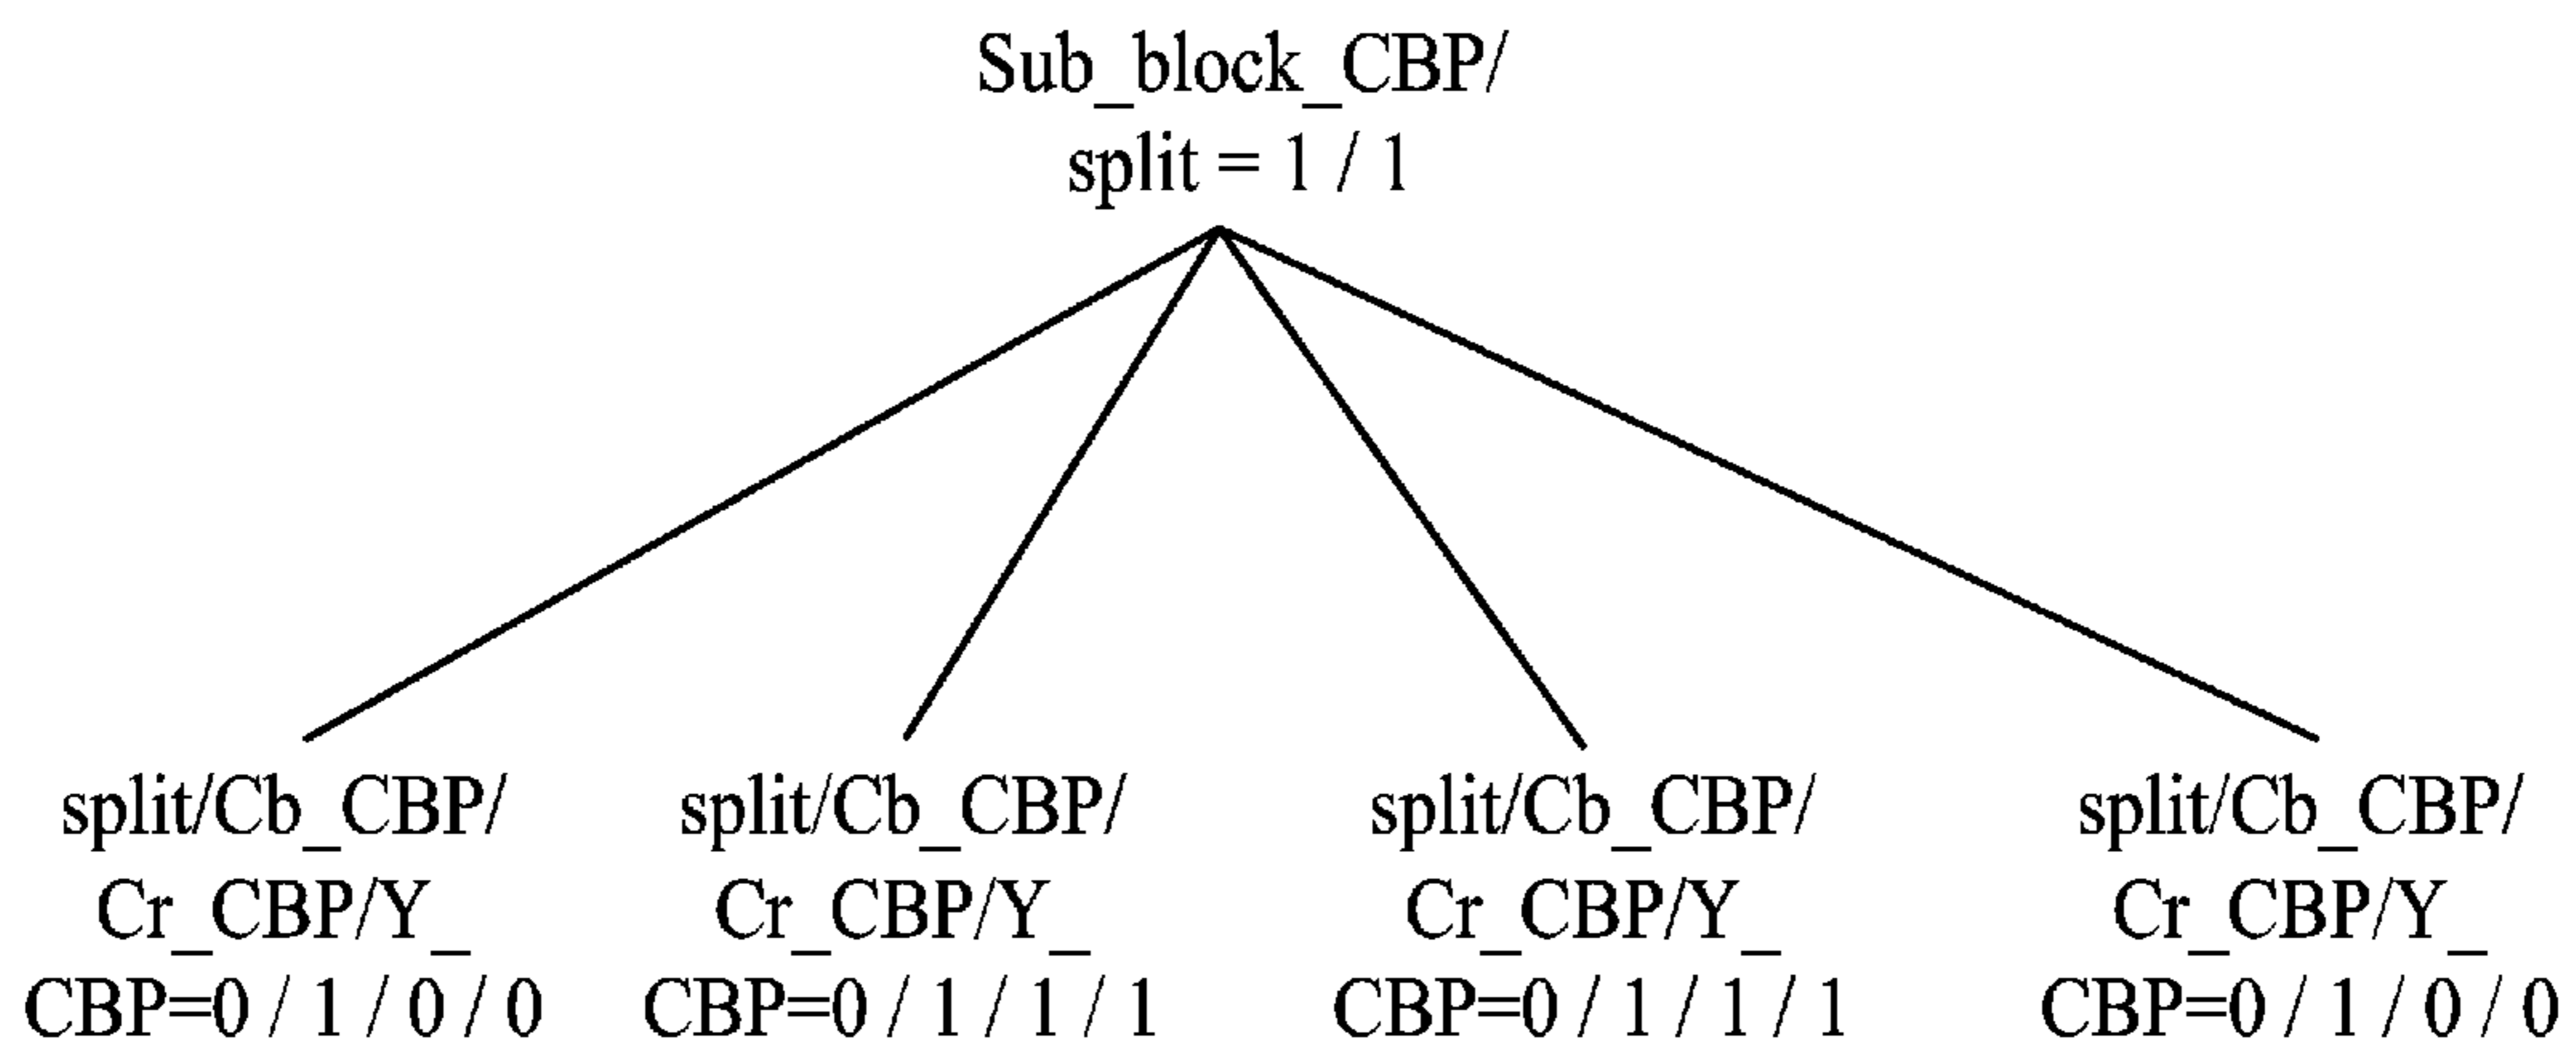 Sub_block_CBP/
split = 1 / 1
split/Cb_CBP/
Cr_CBP/Y_
CBP=0 / 1 / 0 / 0
split/Cb_CBP/
Cr_CBP/Y_
CBP=0 / 1 / 1 / 1
split/Cb_CBP/
Cr_CBP/Y_
CBP=0 / 1 / 1 / 1
split/Cb_CBP/
Cr_CBP/Y_
CBP=0 / 1 / 0 / 0